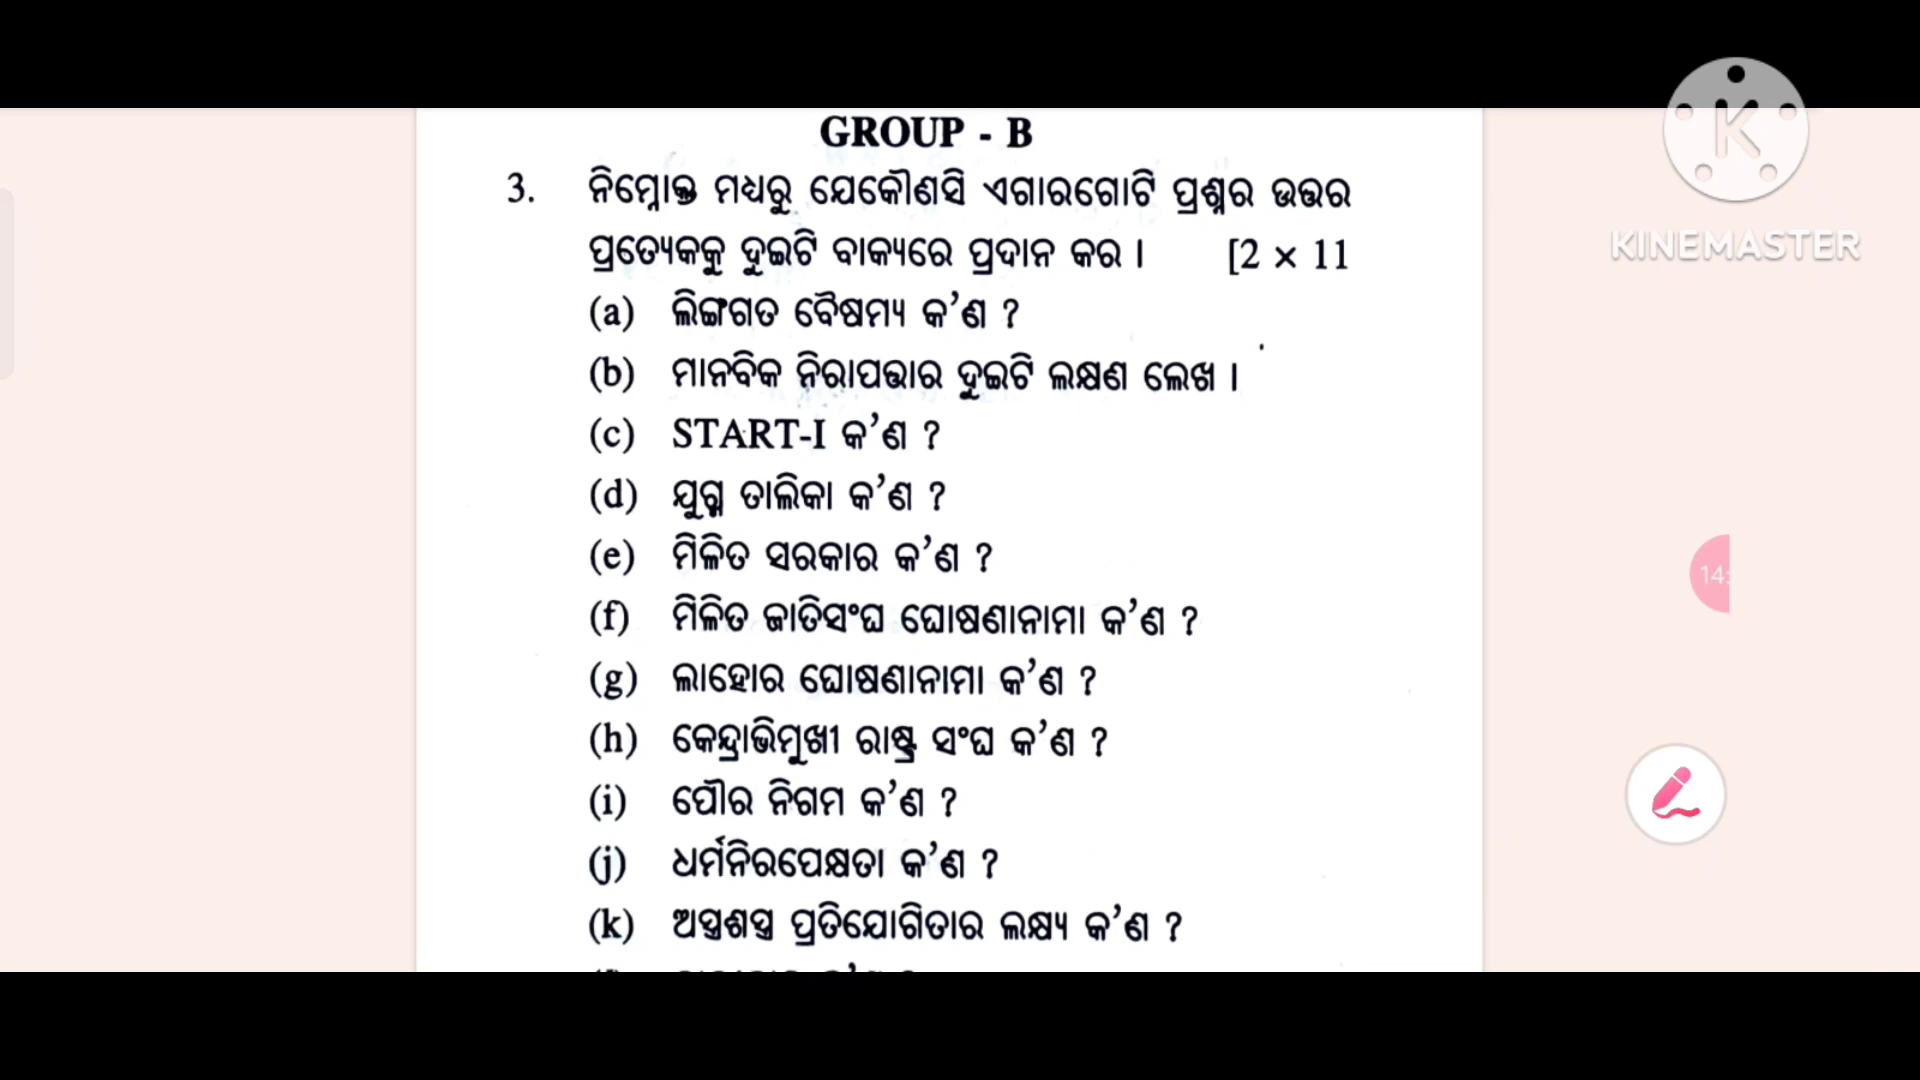 GROUP - B
3. ନିମ୍ନୋକ୍ତ ମଧ୍ୟରୁ ଯେକୌଣସି ଏଗାରଗୋଟି ପ୍ରଶ୍ନର ଉତ୍ତର
ପ୍ରତ୍ୟେକକୁ ଦୁଇଟି ବାକ୍ୟରେ ପ୍ରଦାନ କର । [2 × 11
(a) ଲିଙ୍ଗଗତ ବୈଷମ୍ୟ କ'ଣ ?
(b) ମାନବିକ ନିରାପତ୍ତାର ଦୁଇଟି ଲକ୍ଷଣ ଲେଖ ।
(c) START-I କ'ଣ ?
(d) ଯୁଗ୍ମ ତାଲିକା କ'ଣ ?
(e) ମିଳିତ ସରକାର କ'ଣ ?
(f) ମିଳିତ ଜାତିସଂଘ ଘୋଷଣାନାମା କ'ଣ ?
(g) ଲାହୋର ଘୋଷଣାନାମା କ'ଣ ?
(h) କେନ୍ଦ୍ରାଭିମୁଖୀ ରାଷ୍ଟ୍ର ସଂଘ କ'ଣ ?
(i) ପୌର ନିଗମ କ'ଣ ?
(j) ଧର୍ମନିରପେକ୍ଷତା କ'ଣ ?
(k) ଅସ୍ତ୍ରଶସ୍ତ୍ର ପ୍ରତିଯୋଗିତାର ଲକ୍ଷ୍ୟ କ'ଣ ?
K
KINEMASTER
14: